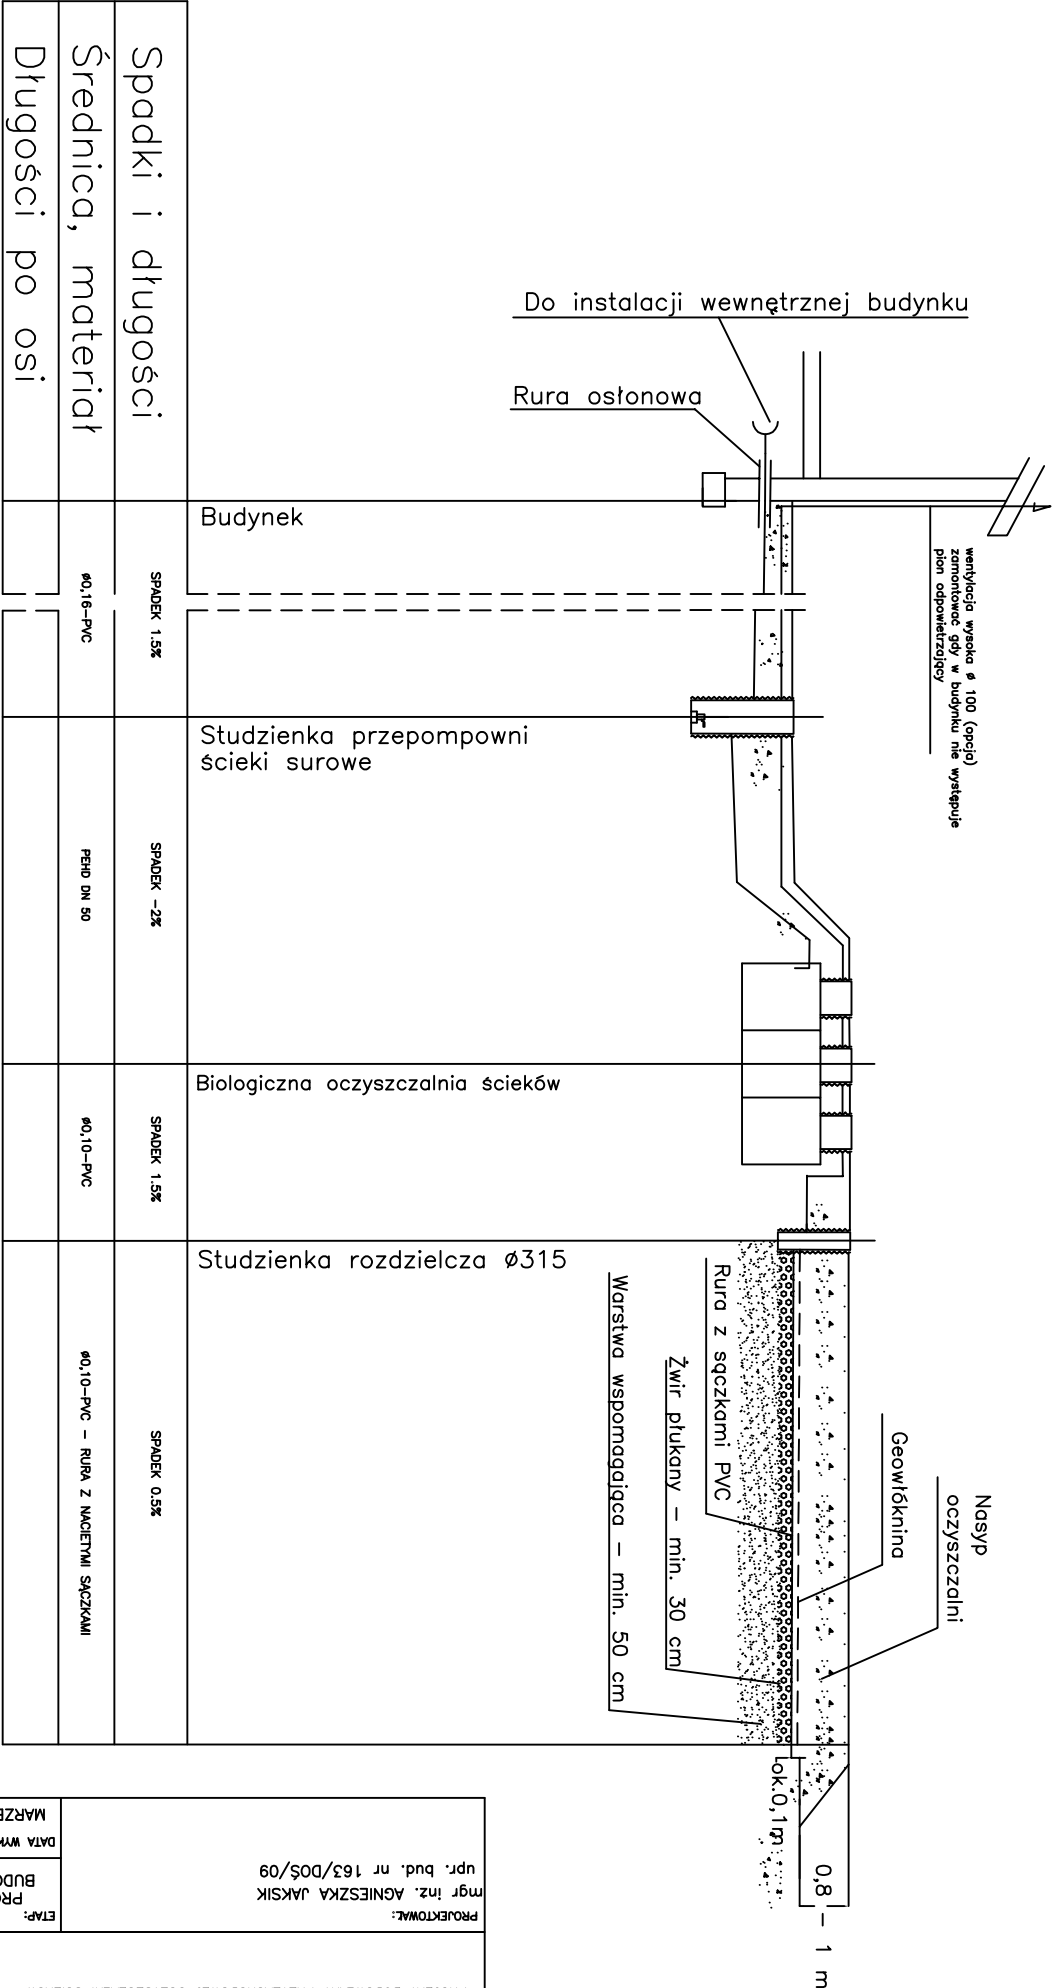 Do instalacji wewnętrznej budynku
Rura osłonowa
wentylacja wysoka ø 100 (opcja)
zamontować gdy w budynku nie występuje
pion odpowietrzający
Nasyp
oczyszczalni
Geowłóknina
Rura z sączkami PVC
Żwir płukany - min. 30 cm
Warstwa wspomagająca - min. 50 cm
ok.0,1m
0,8 - 1 m
Budynek
Studzienka przepompowni
ścieki surowe
Biologiczna oczyszczalnia ścieków
Studzienka rozdzielcza ø315
Spadki i długości
SPADEK 1.5%
SPADEK -2%
SPADEK 1.5%
SPADEK 0.5%
Średnica, materiał
ø0,16-PVC
PEHD DN 50
ø0,10-PVC
ø0,10-PVC - RURA Z NACIETYMI SĄCZKAMI
Długości po osi
PROJEKTOWAŁ:
mgr inż. AGNIESZKA JAKSIK
upr. bud. nr 163/DOŚ/09
ETAP: